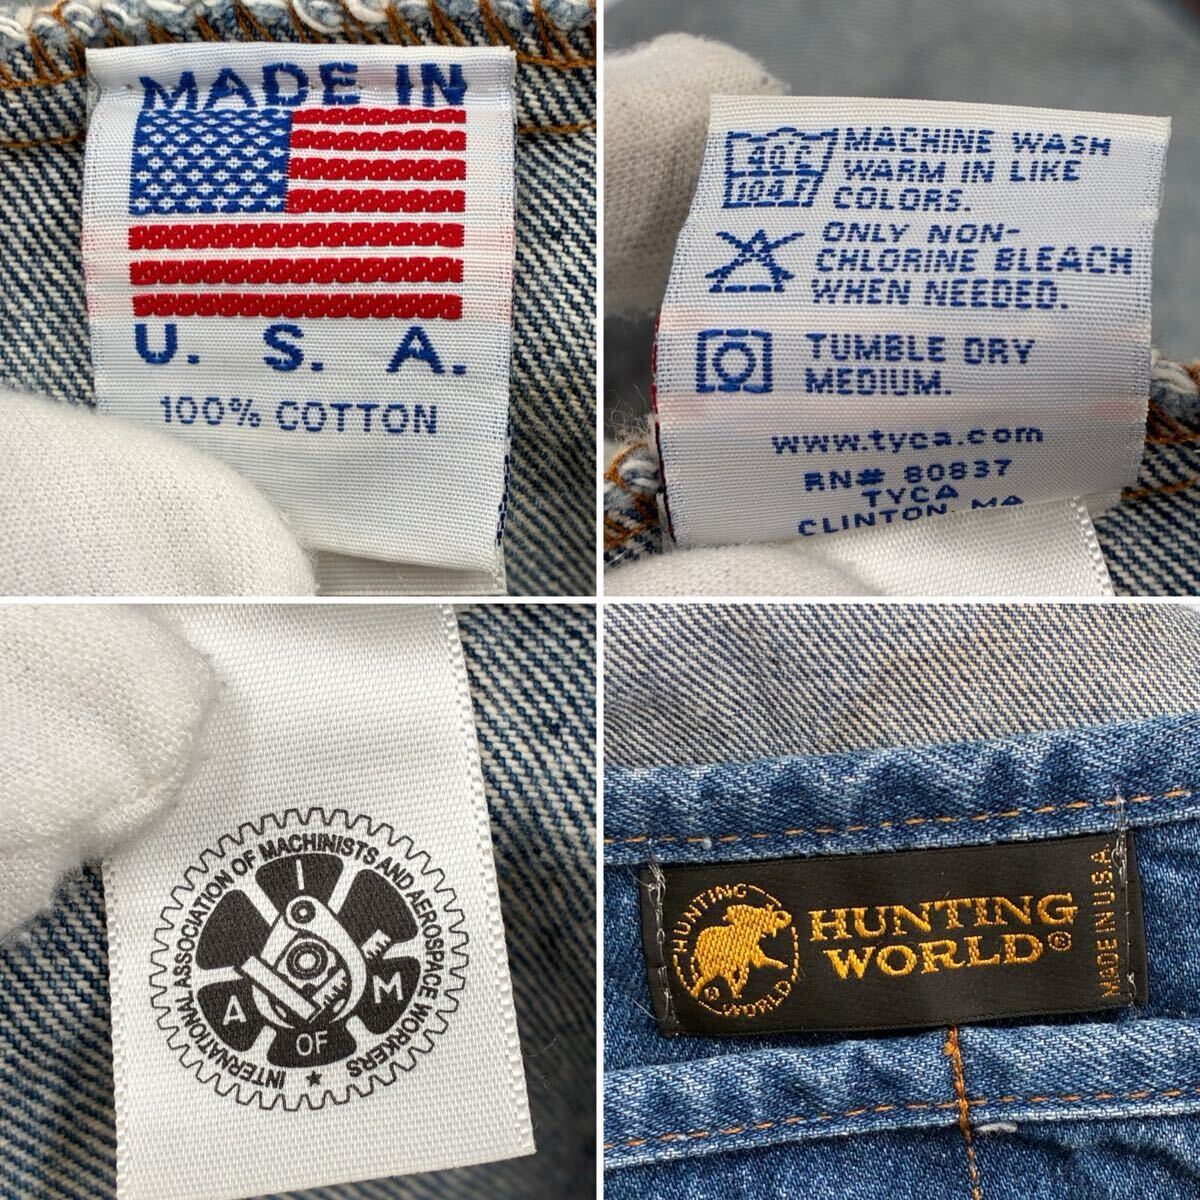 MADE IN
U. S. A.
100% COTTON
40°C
104°F
MACHINE WASH
WARM IN LIKE
COLORS.
ONLY NON-
CHLORINE BLEACH
WHEN NEEDED.
TUMBLE DRY
MEDIUM.
www.tyca.com
RN# 80837
TYCA
CLINTON, MA
INTERNATIONAL ASSOCIATION OF MACHINISTS AND AEROSPACE WORKERS
I
A M
OF
HUNTING
WORLD
®
HUNTING
WORLD®
MADE IN U.S.A.